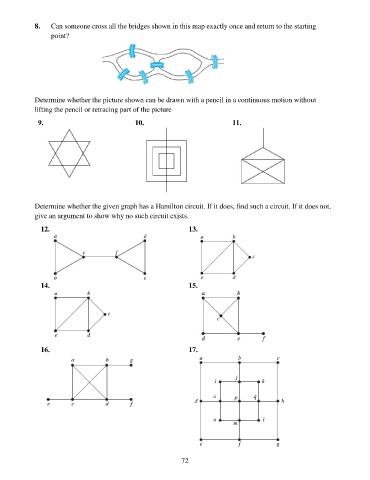 8. Can someone cross all the bridges shown in this map exactly once and return to the starting
point?
Determine whether the picture shown can be drawn with a pencil in a continuous motion without
lifting the pencil or retracing part of the picture
9. 10. 11.
Determine whether the given graph has a Hamilton circuit. If it does, find such a circuit. If it does not,
give an argument to show why no such circuit exists.
12. 13.
a d a b
c f c
b e e d
14. 15.
a b a b
c c
e d d e f
16. 17.
a b g a b c
i j k
e c d f d p q h
m l
e f g
72